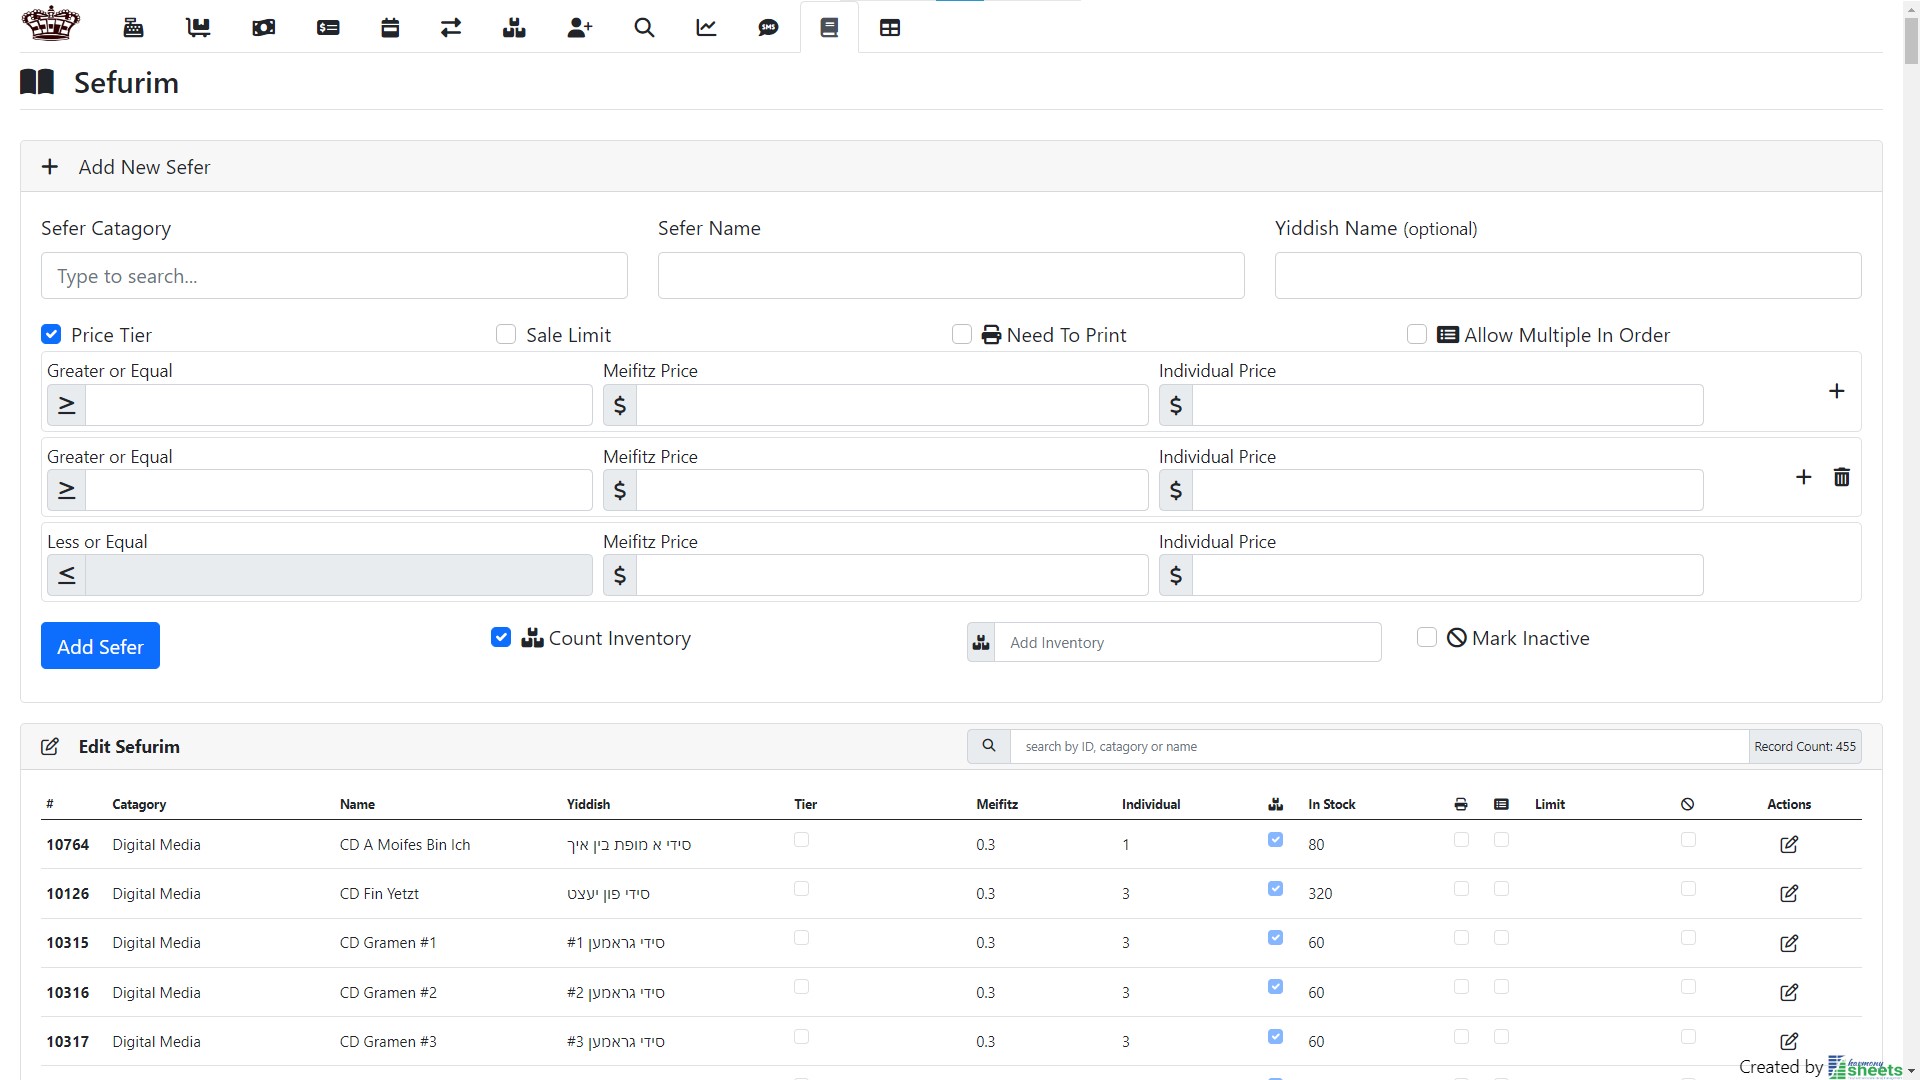 SMS
Sefurim
Add New Sefer
Sefer Catagory Sefer Name Yiddish Name (optional)
Type to search...
Price Tier Sale Limit Need To Print Allow Multiple In Order
Greater or Equal Meifitz Price Individual Price
≥ $ $
Greater or Equal Meifitz Price Individual Price
≥ $ $
Less or Equal Meifitz Price Individual Price
≤ $ $
Add Sefer Count Inventory Add Inventory Mark Inactive
Edit Sefurim search by ID, catagory or name Record Count: 455
# Catagory Name Yiddish Tier Meifitz Individual In Stock Limit Actions
10764 Digital Media CD A Moifes Bin Ich סידי א מופת בין איך 0.3 1 80
10126 Digital Media CD Fin Yetzt סידי פון יעצט 0.3 3 320
10315 Digital Media CD Gramen #1 סידי גראמען 1# 0.3 3 60
10316 Digital Media CD Gramen #2 סידי גראמען 2# 0.3 3 60
10317 Digital Media CD Gramen #3 סידי גראמען 3# 0.3 3 60
Created by harmony sheets